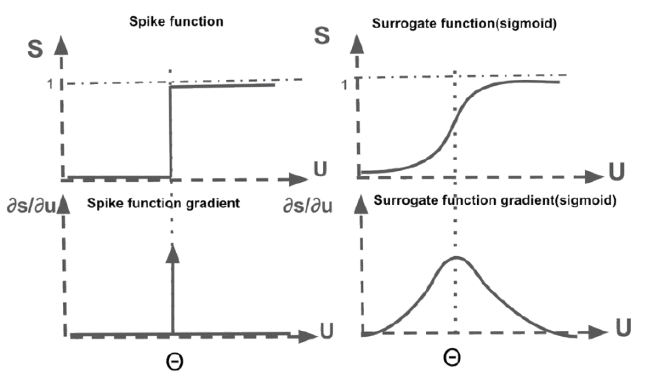 Spike function
S
1
U
Surrogate function(sigmoid)
S
1
U
∂s/∂u
Spike function gradient
U
Θ
∂s/∂u
Surrogate function gradient(sigmoid)
U
Θ